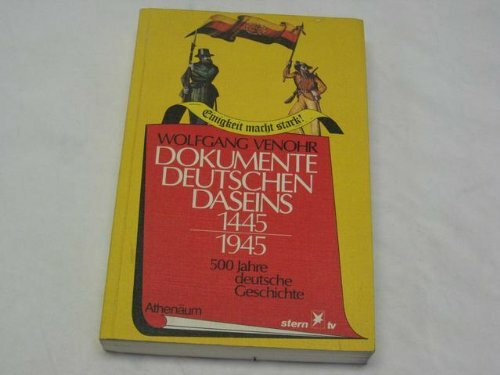 Einigkeit macht stark!
WOLFGANG VENOHR
DOKUMENTE
DEUTSCHEN
DASEINS
1445
1945
500 Jahre
deutsche
Geschichte
Athenäum
stern tv